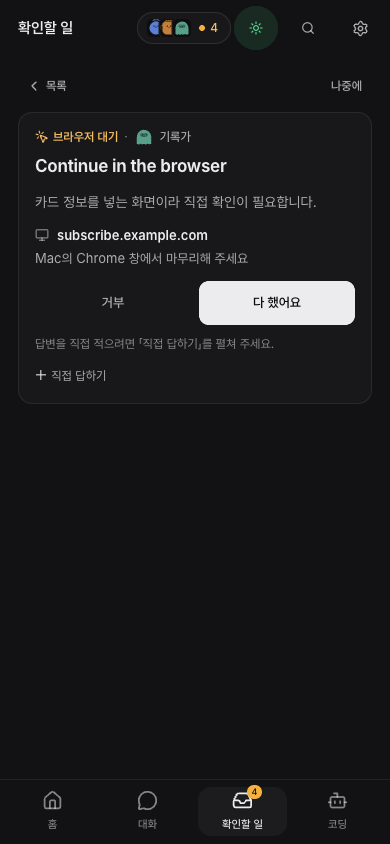 확인할 일
4
목록
나중에
브라우저 대기 · 기록가
Continue in the browser
카드 정보를 넣는 화면이라 직접 확인이 필요합니다.
subscribe.example.com
Mac의 Chrome 창에서 마무리해 주세요
거부
다 했어요
답변을 직접 적으려면 「직접 답하기」를 펼쳐 주세요.
직접 답하기
4
홈
대화
확인할 일
코딩